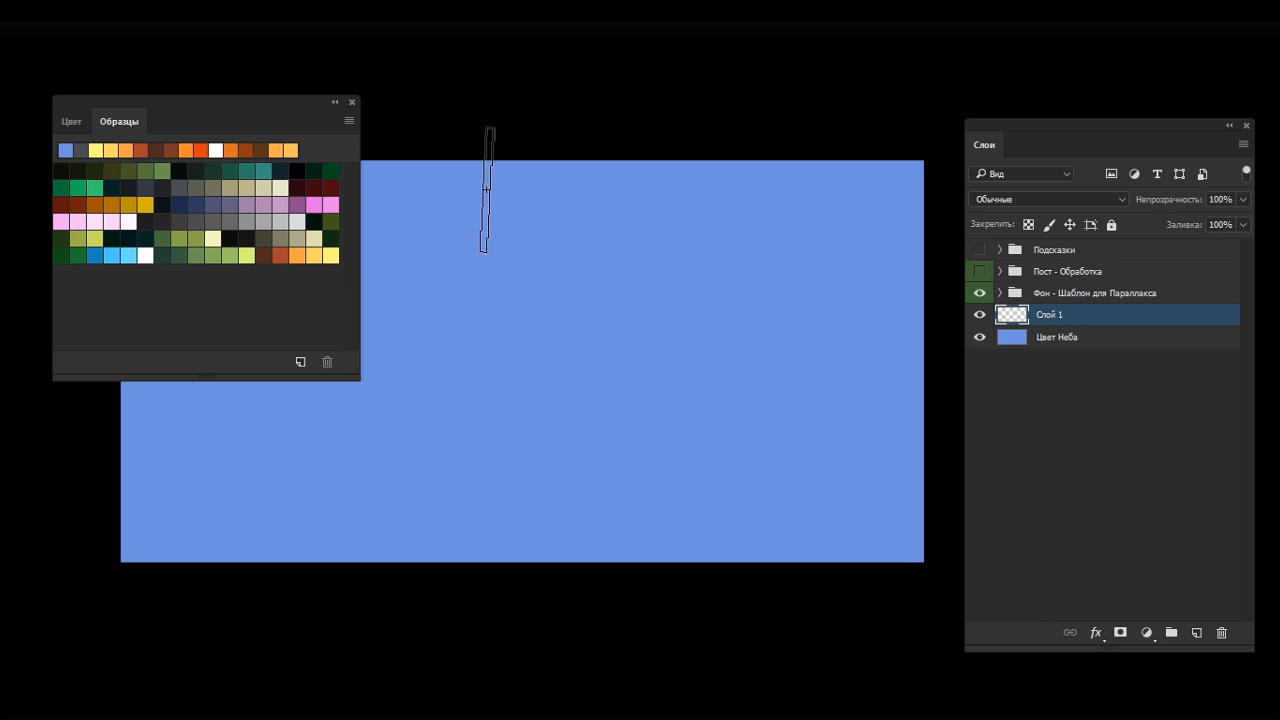 Цвет
Образцы
Слои
Вид
Обычные
Непрозрачность: 100%
Закрепить:
Заливка: 100%
Подсказки
Пост - Обработка
Фон - Шаблон для Параллакса
Слой 1
Цвет Неба
fx